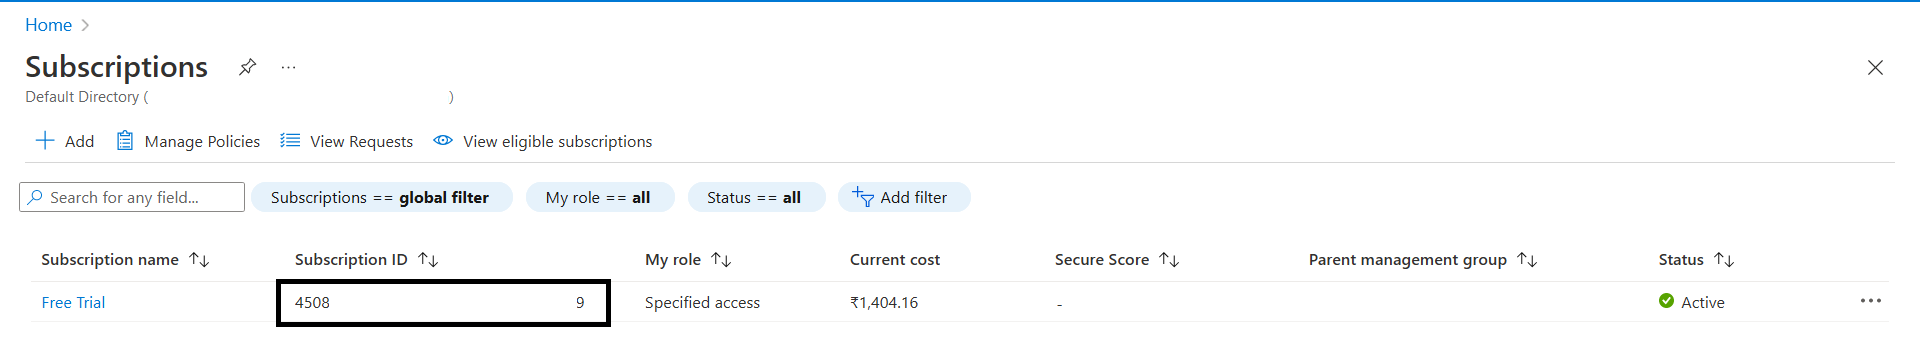 Home
Subscriptions
Default Directory ( )
Add Manage Policies View Requests View eligible subscriptions
Search for any field... Subscriptions == global filter My role == all Status == all Add filter
Subscription name Subscription ID My role Current cost Secure Score Parent management group Status
Free Trial 4508 9 Specified access ₹1,404.16 - Active